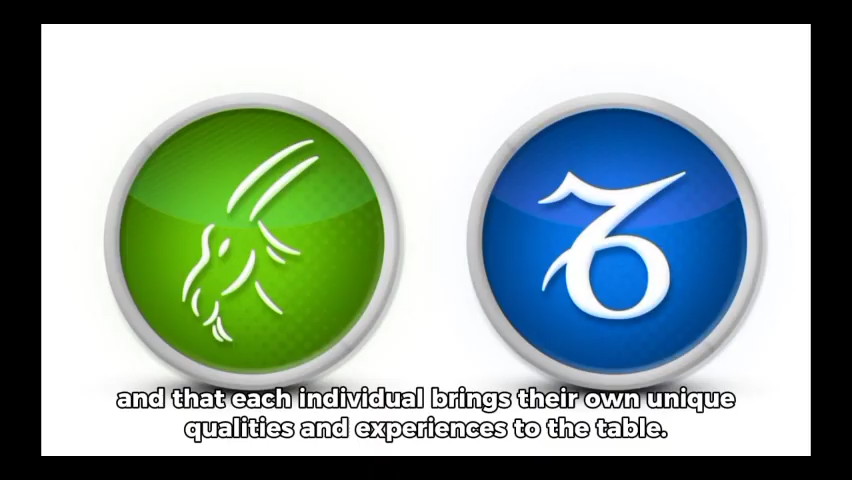 and that each individual brings their own unique
qualities and experiences to the table.